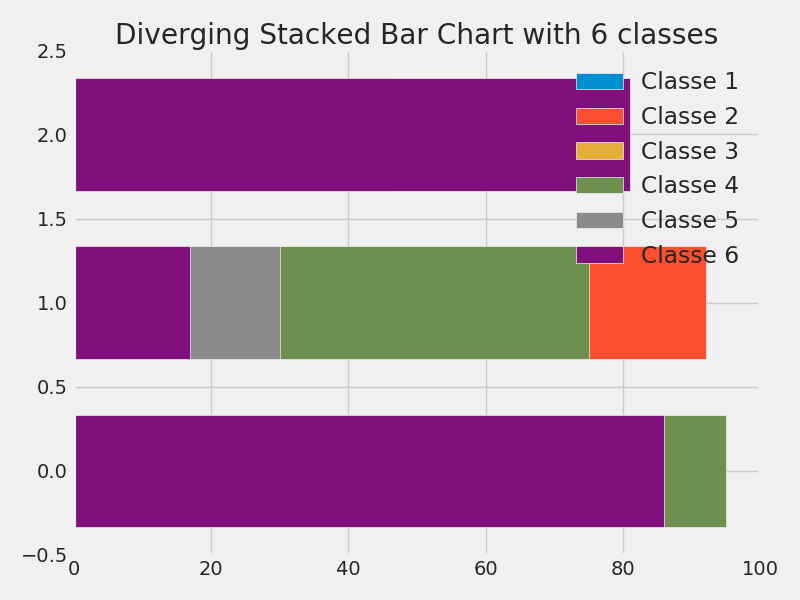 Diverging Stacked Bar Chart with 6 classes
2.5
2.0
1.5
1.0
0.5
0.0
−0.5
0 20 40 60 80 100
Classe 1
Classe 2
Classe 3
Classe 4
Classe 5
Classe 6